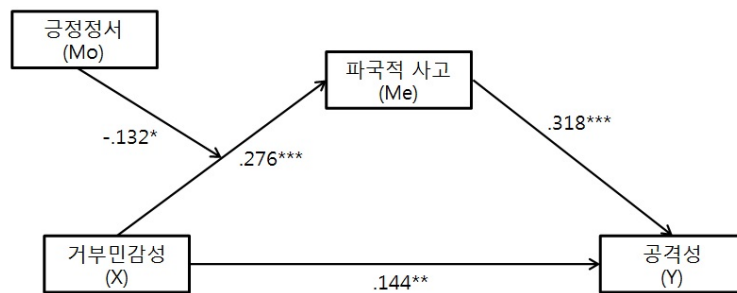 긍정정서
(Mo)
파국적 사고
(Me)
-.132*
.276***
.318***
거부민감성
(X)
공격성
(Y)
.144**